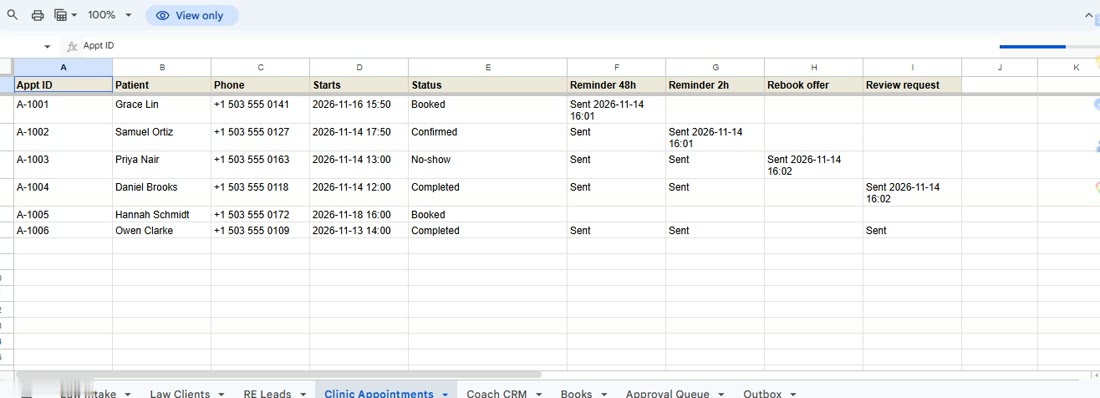 100% View only
Appt ID
A B C D E F G H I J K
Appt ID Patient Phone Starts Status Reminder 48h Reminder 2h Rebook offer Review request
A-1001 Grace Lin +1 503 555 0141 2026-11-16 15:50 Booked Sent 2026-11-14
16:01
A-1002 Samuel Ortiz +1 503 555 0127 2026-11-14 17:50 Confirmed Sent Sent 2026-11-14
16:01
A-1003 Priya Nair +1 503 555 0163 2026-11-14 13:00 No-show Sent Sent Sent 2026-11-14
16:02
A-1004 Daniel Brooks +1 503 555 0118 2026-11-14 12:00 Completed Sent Sent Sent 2026-11-14
16:02
A-1005 Hannah Schmidt +1 503 555 0172 2026-11-18 16:00 Booked
A-1006 Owen Clarke +1 503 555 0109 2026-11-13 14:00 Completed Sent Sent Sent
Law Clients RE Leads Clinic Appointments Coach CRM Books Approval Queue Outbox